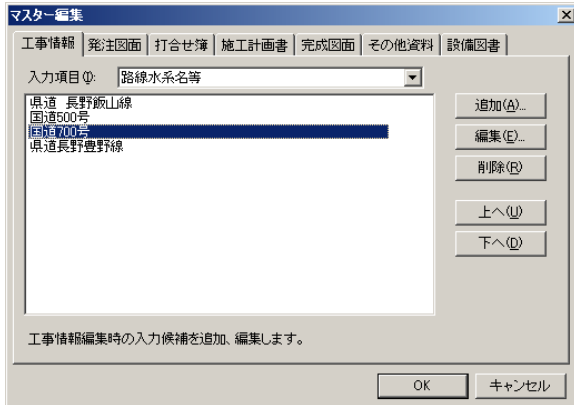 マスター編集
工事情報 発注図面 打合せ簿 施工計画書 完成図面 その他資料 設備図書
入力項目(I): 路線水系名等
県道 長野飯山線
国道500号
国道700号
県道長野豊野線
追加(A)...
編集(E)...
削除(R)
上へ(U)
下へ(D)
工事情報編集時の入力候補を追加、編集します。
OK キャンセル